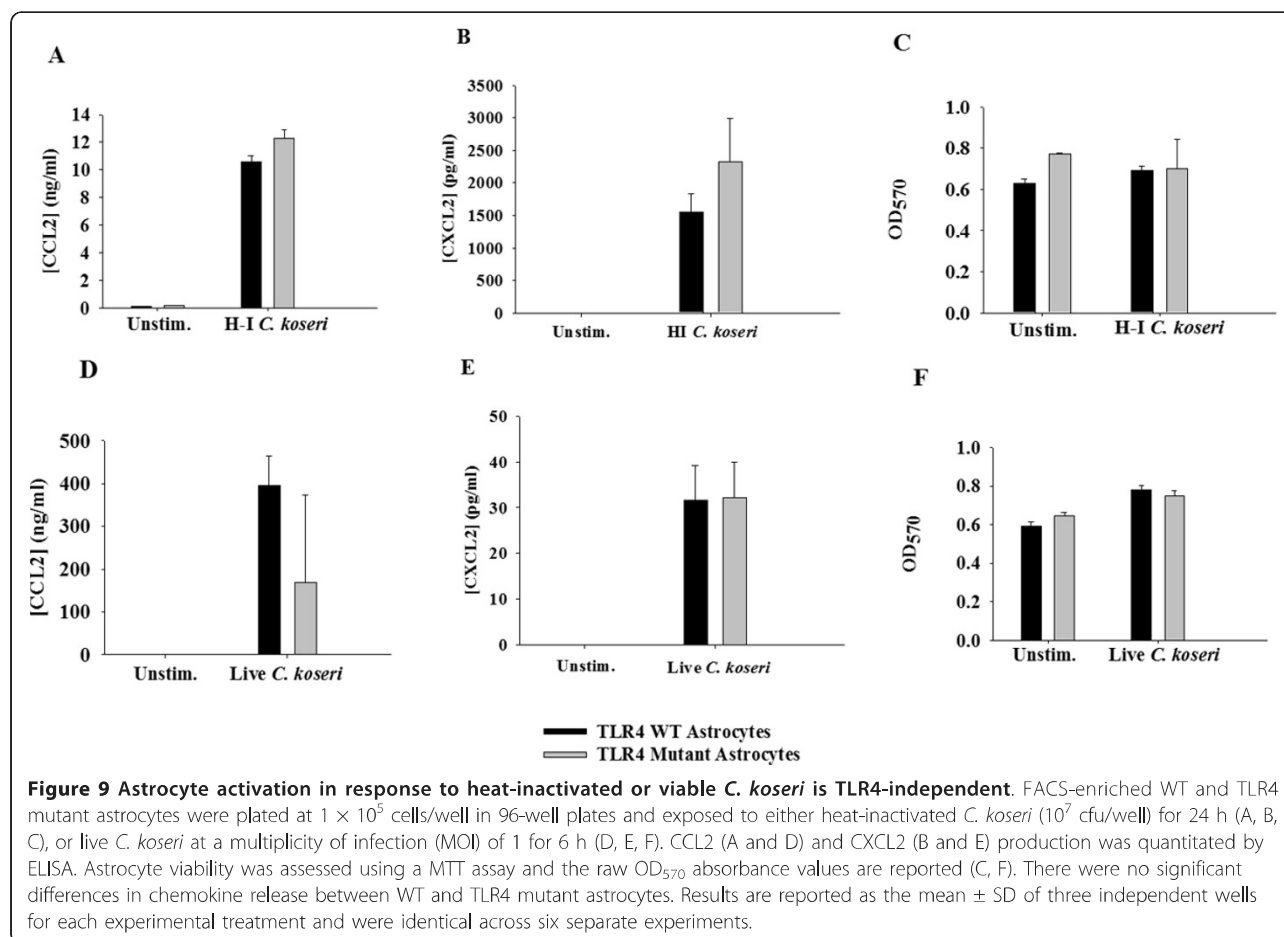 A
14
12
10
8
6
4
2
0
[CCL2] (ng/ml)
Unstim. H-I C. koseri
B
3500
3000
2500
2000
1500
1000
500
0
[CXCL2] (pg/ml)
Unstim. HI C. koseri
C
1.0
0.8
0.6
0.4
0.2
0.0
OD570
Unstim. H-I C. koseri
D
500
400
300
200
100
0
[CCL2] (ng/ml)
Unstim. Live C. koseri
E
50
40
30
20
10
0
[CXCL2] (pg/ml)
Unstim. Live C. koseri
F
1.0
0.8
0.6
0.4
0.2
0.0
OD570
Unstim. Live C. koseri
TLR4 WT Astrocytes
TLR4 Mutant Astrocytes
Figure 9 Astrocyte activation in response to heat-inactivated or viable C. koseri is TLR4-independent. FACS-enriched WT and TLR4
mutant astrocytes were plated at 1 × 10⁵ cells/well in 96-well plates and exposed to either heat-inactivated C. koseri (10⁷ cfu/well) for 24 h (A, B,
C), or live C. koseri at a multiplicity of infection (MOI) of 1 for 6 h (D, E, F). CCL2 (A and D) and CXCL2 (B and E) production was quantitated by
ELISA. Astrocyte viability was assessed using a MTT assay and the raw OD570 absorbance values are reported (C, F). There were no significant
differences in chemokine release between WT and TLR4 mutant astrocytes. Results are reported as the mean ± SD of three independent wells
for each experimental treatment and were identical across six separate experiments.